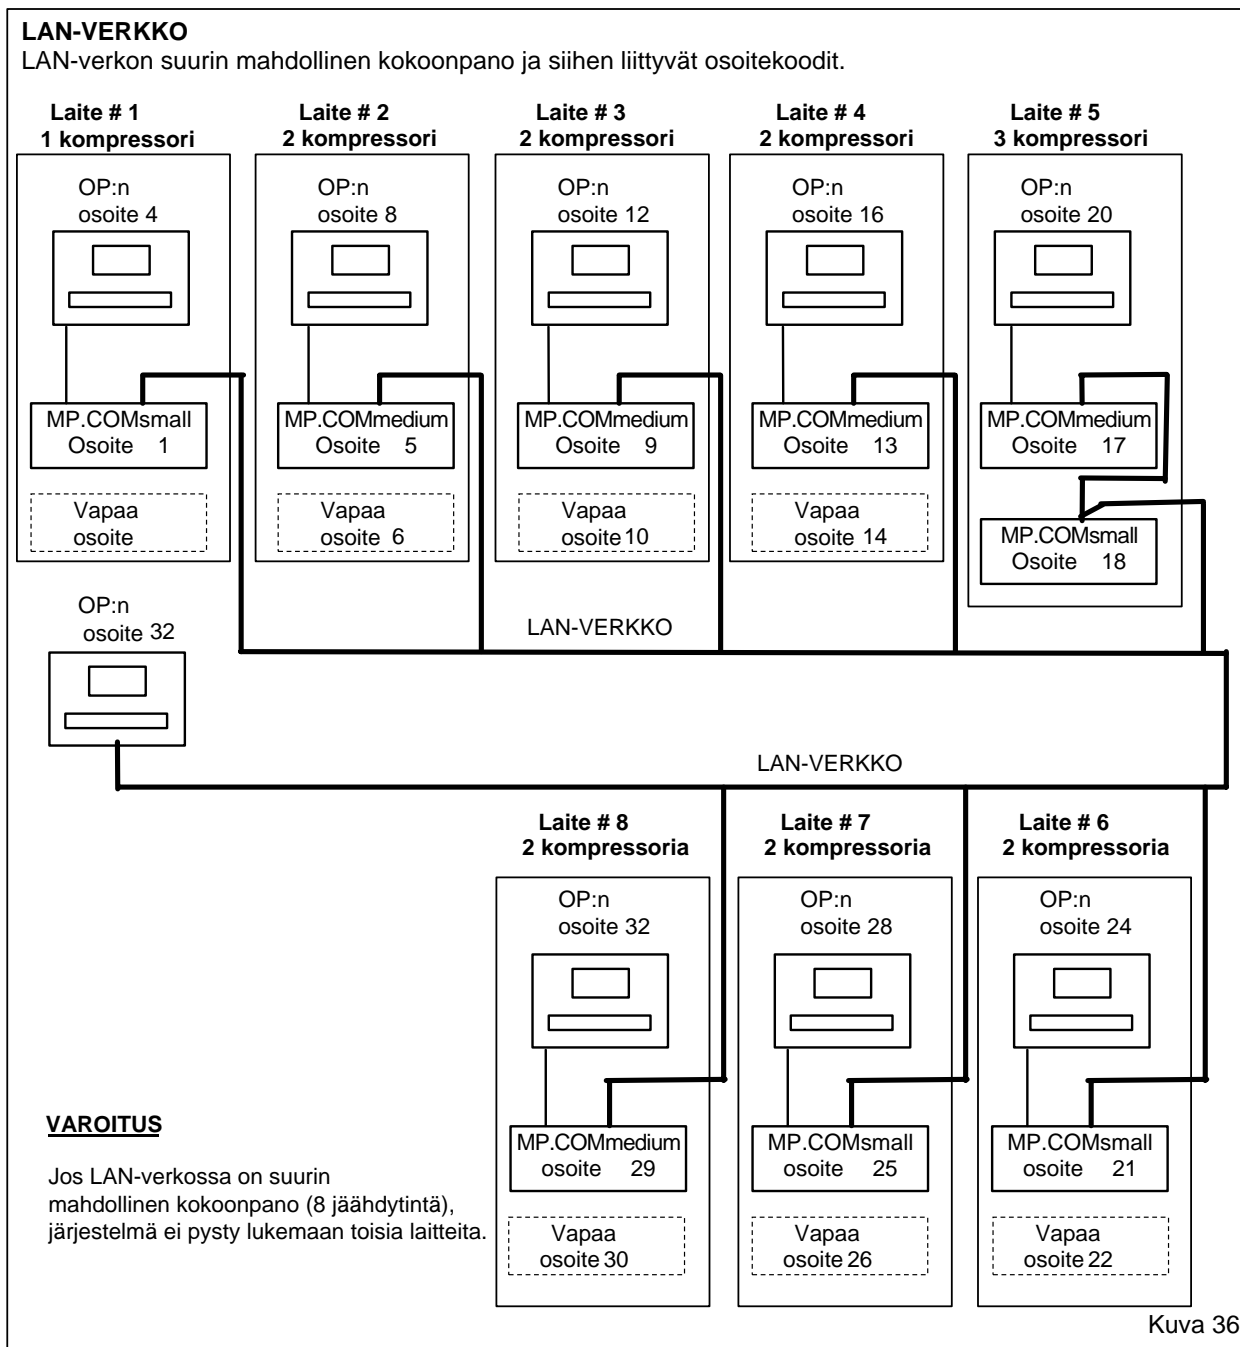 LAN-VERKKO
LAN-verkon suurin mahdollinen kokoonpano ja siihen liittyvät osoitekoodit.
Laite # 1
1 kompressori
Laite # 2
2 kompressori
Laite # 3
2 kompressori
Laite # 4
2 kompressori
Laite # 5
3 kompressori
OP:n
osoite 4
OP:n
osoite 8
OP:n
osoite 12
OP:n
osoite 16
OP:n
osoite 20
MP.COMsmall
Osoite 1
MP.COMmedium
Osoite 5
MP.COMmedium
Osoite 9
MP.COMmedium
Osoite 13
MP.COMmedium
Osoite 17
Vapaa
osoite
Vapaa
osoite 6
Vapaa
osoite 10
Vapaa
osoite 14
MP.COMsmall
Osoite 18
OP:n
osoite 32
LAN-VERKKO
LAN-VERKKO
Laite # 8
2 kompressoria
Laite # 7
2 kompressoria
Laite # 6
2 kompressoria
OP:n
osoite 32
OP:n
osoite 28
OP:n
osoite 24
MP.COMmedium
osoite 29
MP.COMsmall
osoite 25
MP.COMsmall
osoite 21
Vapaa
osoite 30
Vapaa
osoite 26
Vapaa
osoite 22
VAROITUS
Jos LAN-verkossa on suurin
mahdollinen kokoonpano (8 jäähdytintä),
järjestelmä ei pysty lukemaan toisia laitteita.
Kuva 36